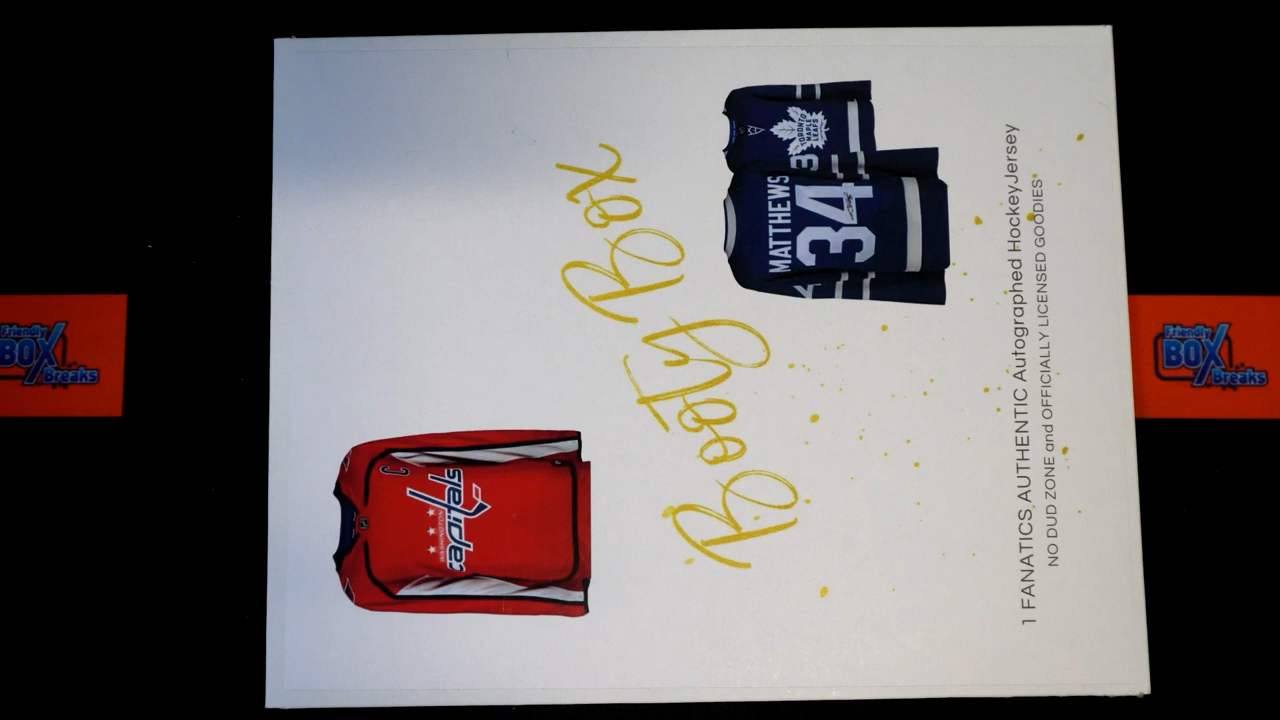 Booty Box
WASHINGTON
capitals
C
TORONTO
MAPLE
LEAFS
MATTHEWS
34
3
1 FANATICS AUTHENTIC Autographed HockeyJersey
NO DUD ZONE and OFFICIALLY LICENSED GOODIES
Friendly
BOX
Breaks
Friendly
BOX
Breaks